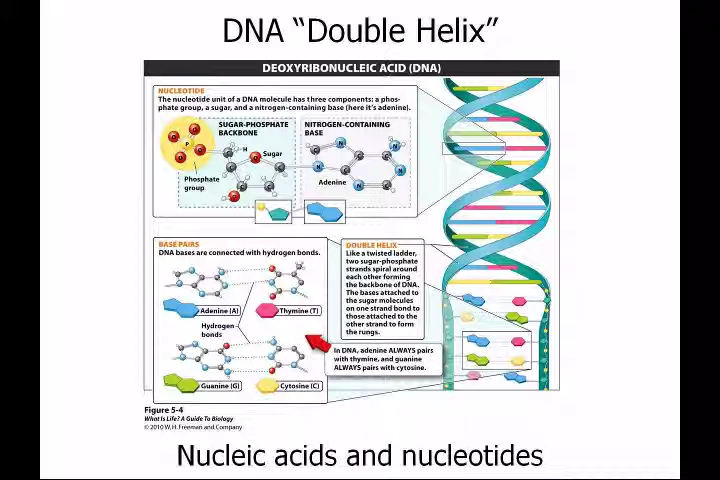 DNA “Double Helix”
DEOXYRIBONUCLEIC ACID (DNA)
NUCLEOTIDE
The nucleotide unit of a DNA molecule has three components: a phos-
phate group, a sugar, and a nitrogen-containing base (here it's adenine).
SUGAR-PHOSPHATE
BACKBONE
NITROGEN-CONTAINING
BASE
O
O
P
O
O
H
O
Sugar
Phosphate
group
O
N
N
N
N
N
Adenine
BASE PAIRS
DNA bases are connected with hydrogen bonds.
Adenine (A)
Thymine (T)
Hydrogen
bonds
Guanine (G)
Cytosine (C)
DOUBLE HELIX
Like a twisted ladder,
two sugar-phosphate
strands spiral around
each other forming
the backbone of DNA.
The bases attached to
the sugar molecules
on one strand bond to
those attached to the
other strand to form
the rungs.
In DNA, adenine ALWAYS pairs
with thymine, and guanine
ALWAYS pairs with cytosine.
Figure 5-4
What Is Life? A Guide To Biology
© 2010 W. H. Freeman and Company
Nucleic acids and nucleotides